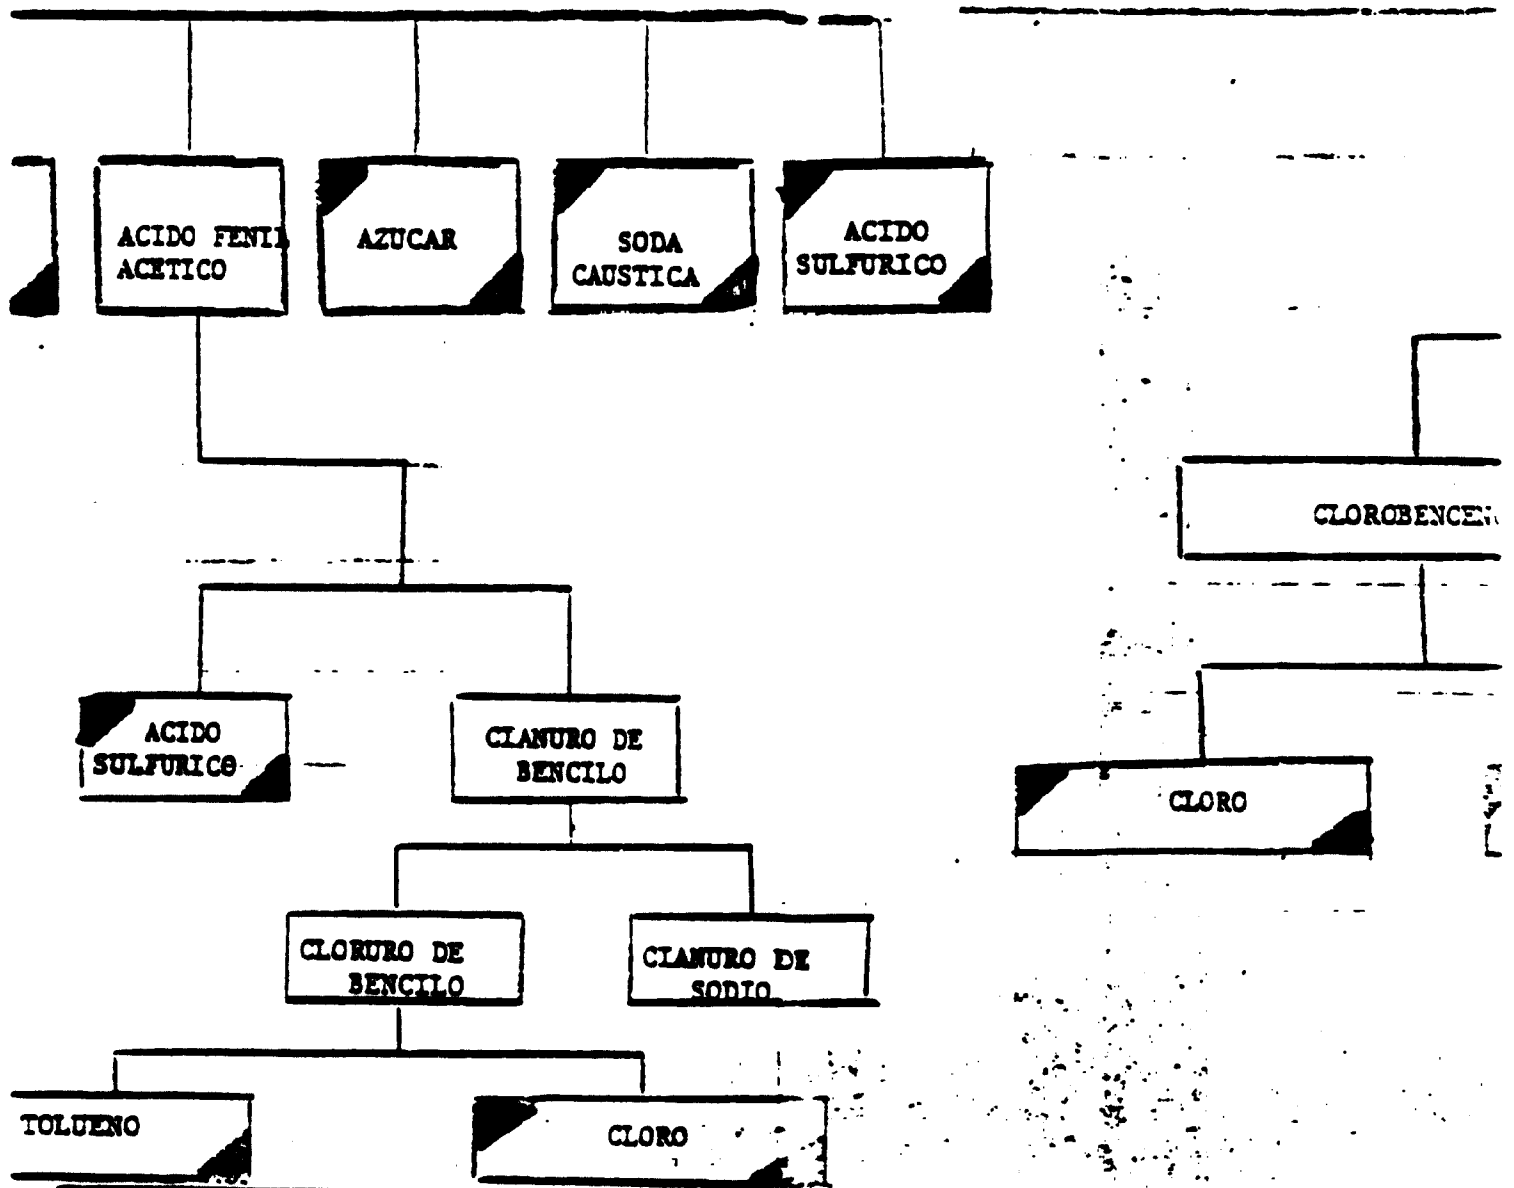 ACIDO FENIL
ACETICO
AZUCAR
SODA
CAUSTICA
ACIDO
SULFURICO
CLOROBENCEN
ACIDO
SULFURICO
CIANURO DE
BENCILO
CLORO
CLORURO DE
BENCILO
CIANURO DE
SODIO
TOLUENO
CLORO